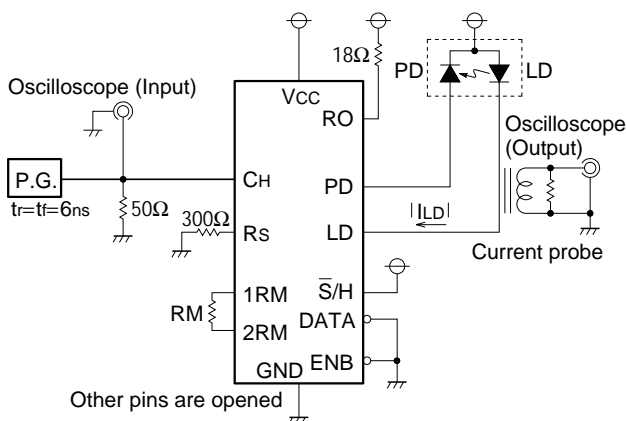 18Ω
PD
LD
Oscilloscope (Input)
VCC
RO
Oscilloscope
(Output)
P.G.
CH
PD
tr=tf=6ns
50Ω
300Ω
RS
LD
|ILD|
Current probe
S̅/H
1RM
RM
DATA
2RM
ENB
GND
Other pins are opened